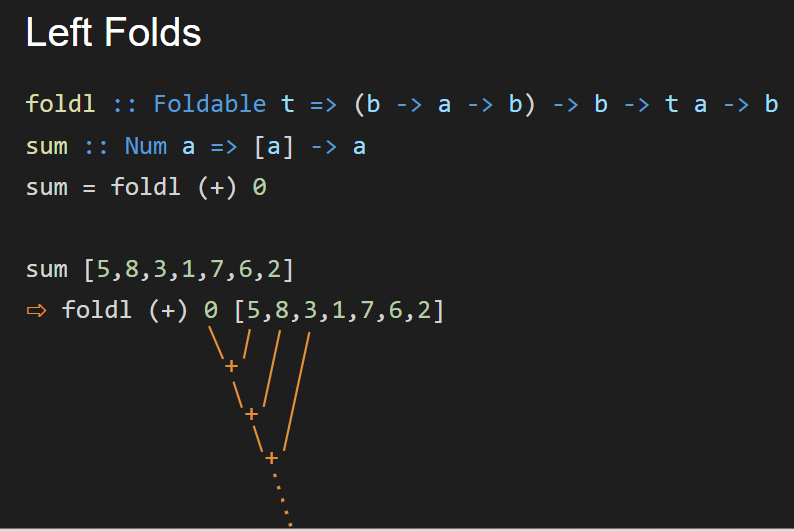 Left Folds
foldl :: Foldable t => (b -> a -> b) -> b -> t a -> b
sum :: Num a => [a] -> a
sum = foldl (+) 0
sum [5,8,3,1,7,6,2]
⇨ foldl (+) 0 [5,8,3,1,7,6,2]
+
+
+